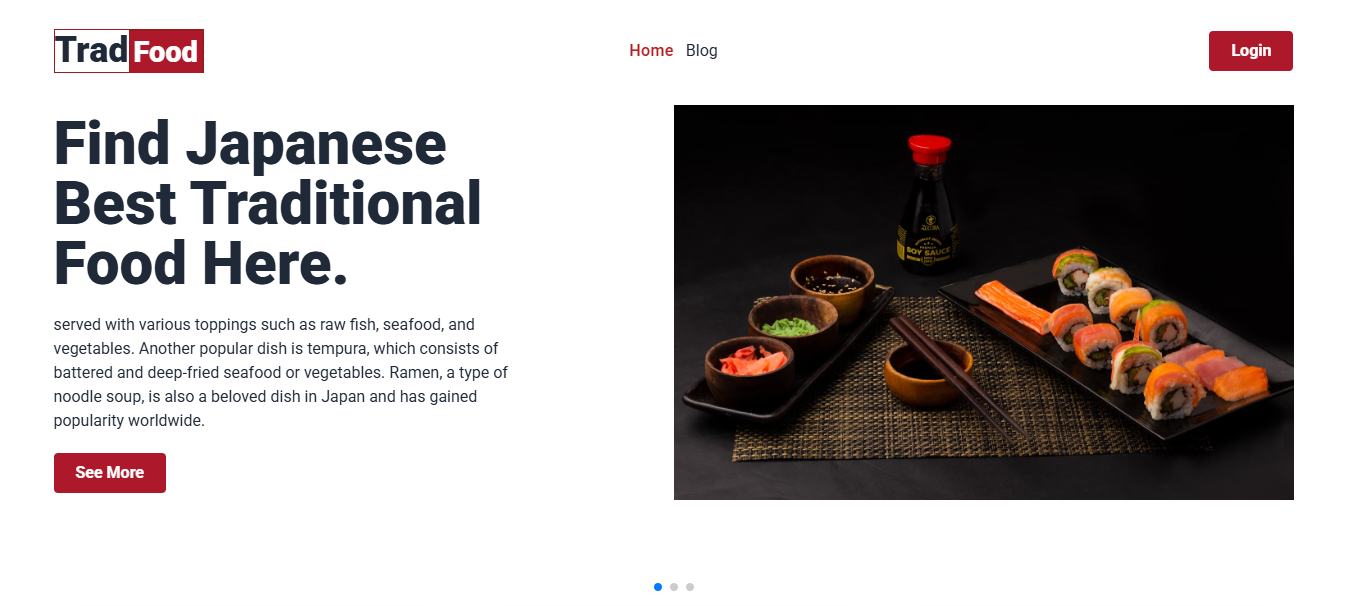 Trad Food
Home Blog
Login
Find Japanese
Best Traditional
Food Here.
served with various toppings such as raw fish, seafood, and
vegetables. Another popular dish is tempura, which consists of
battered and deep-fried seafood or vegetables. Ramen, a type of
noodle soup, is also a beloved dish in Japan and has gained
popularity worldwide.
See More
SOY SAUCE